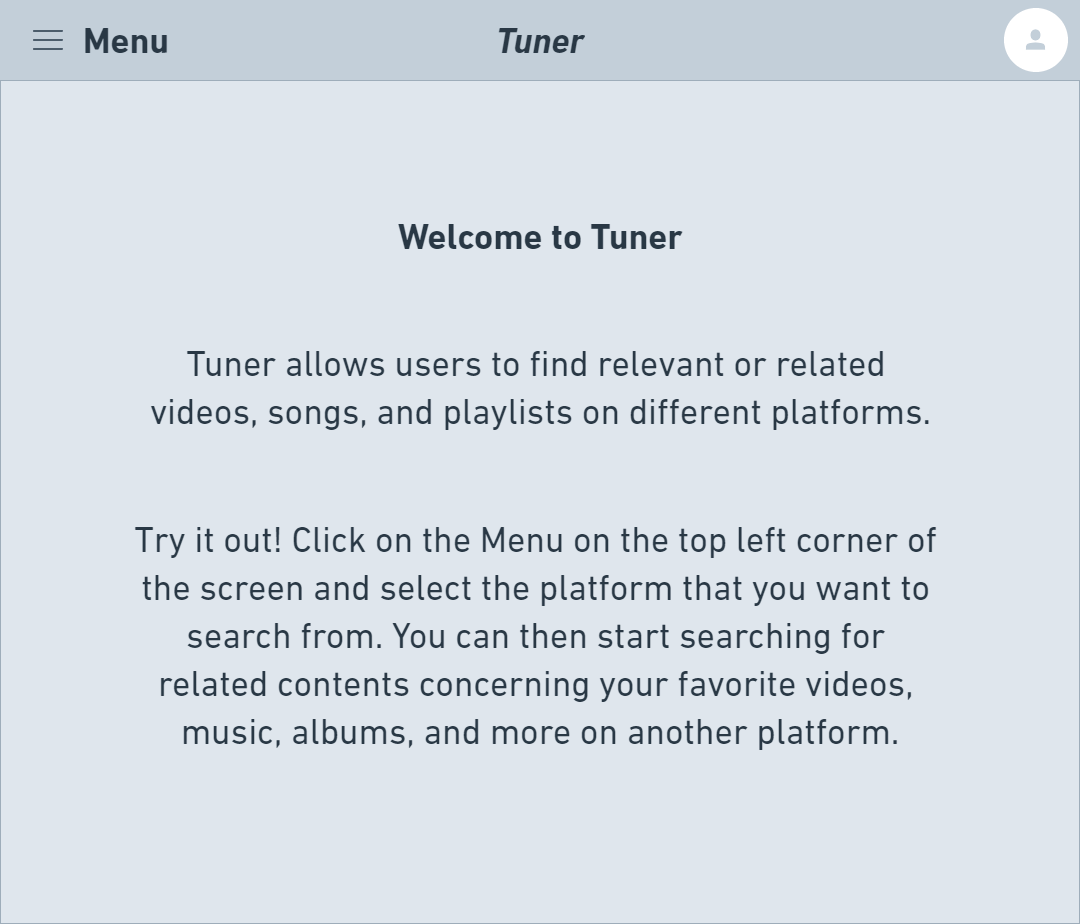 Menu
Tuner
Welcome to Tuner
Tuner allows users to find relevant or related
videos, songs, and playlists on different platforms.
Try it out! Click on the Menu on the top left corner of
the screen and select the platform that you want to
search from. You can then start searching for
related contents concerning your favorite videos,
music, albums, and more on another platform.